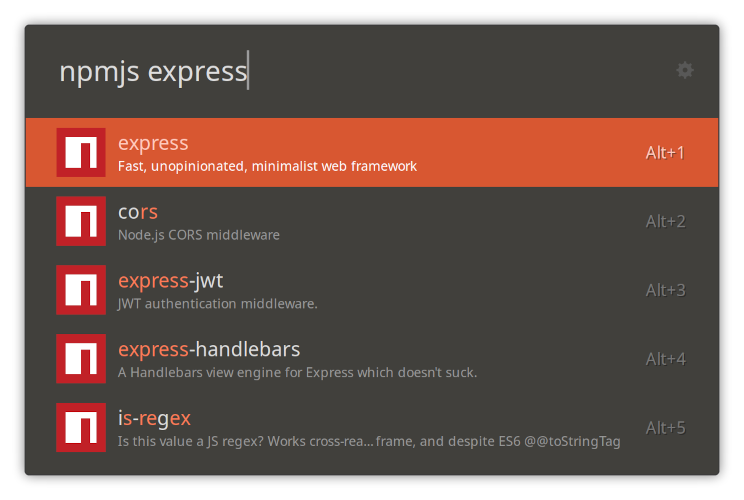 npmjs express
express
Fast, unopinionated, minimalist web framework
Alt+1
cors
Node.js CORS middleware
Alt+2
express-jwt
JWT authentication middleware.
Alt+3
express-handlebars
A Handlebars view engine for Express which doesn't suck.
Alt+4
is-regex
Is this value a JS regex? Works cross-rea...frame, and despite ES6 @@toStringTag
Alt+5